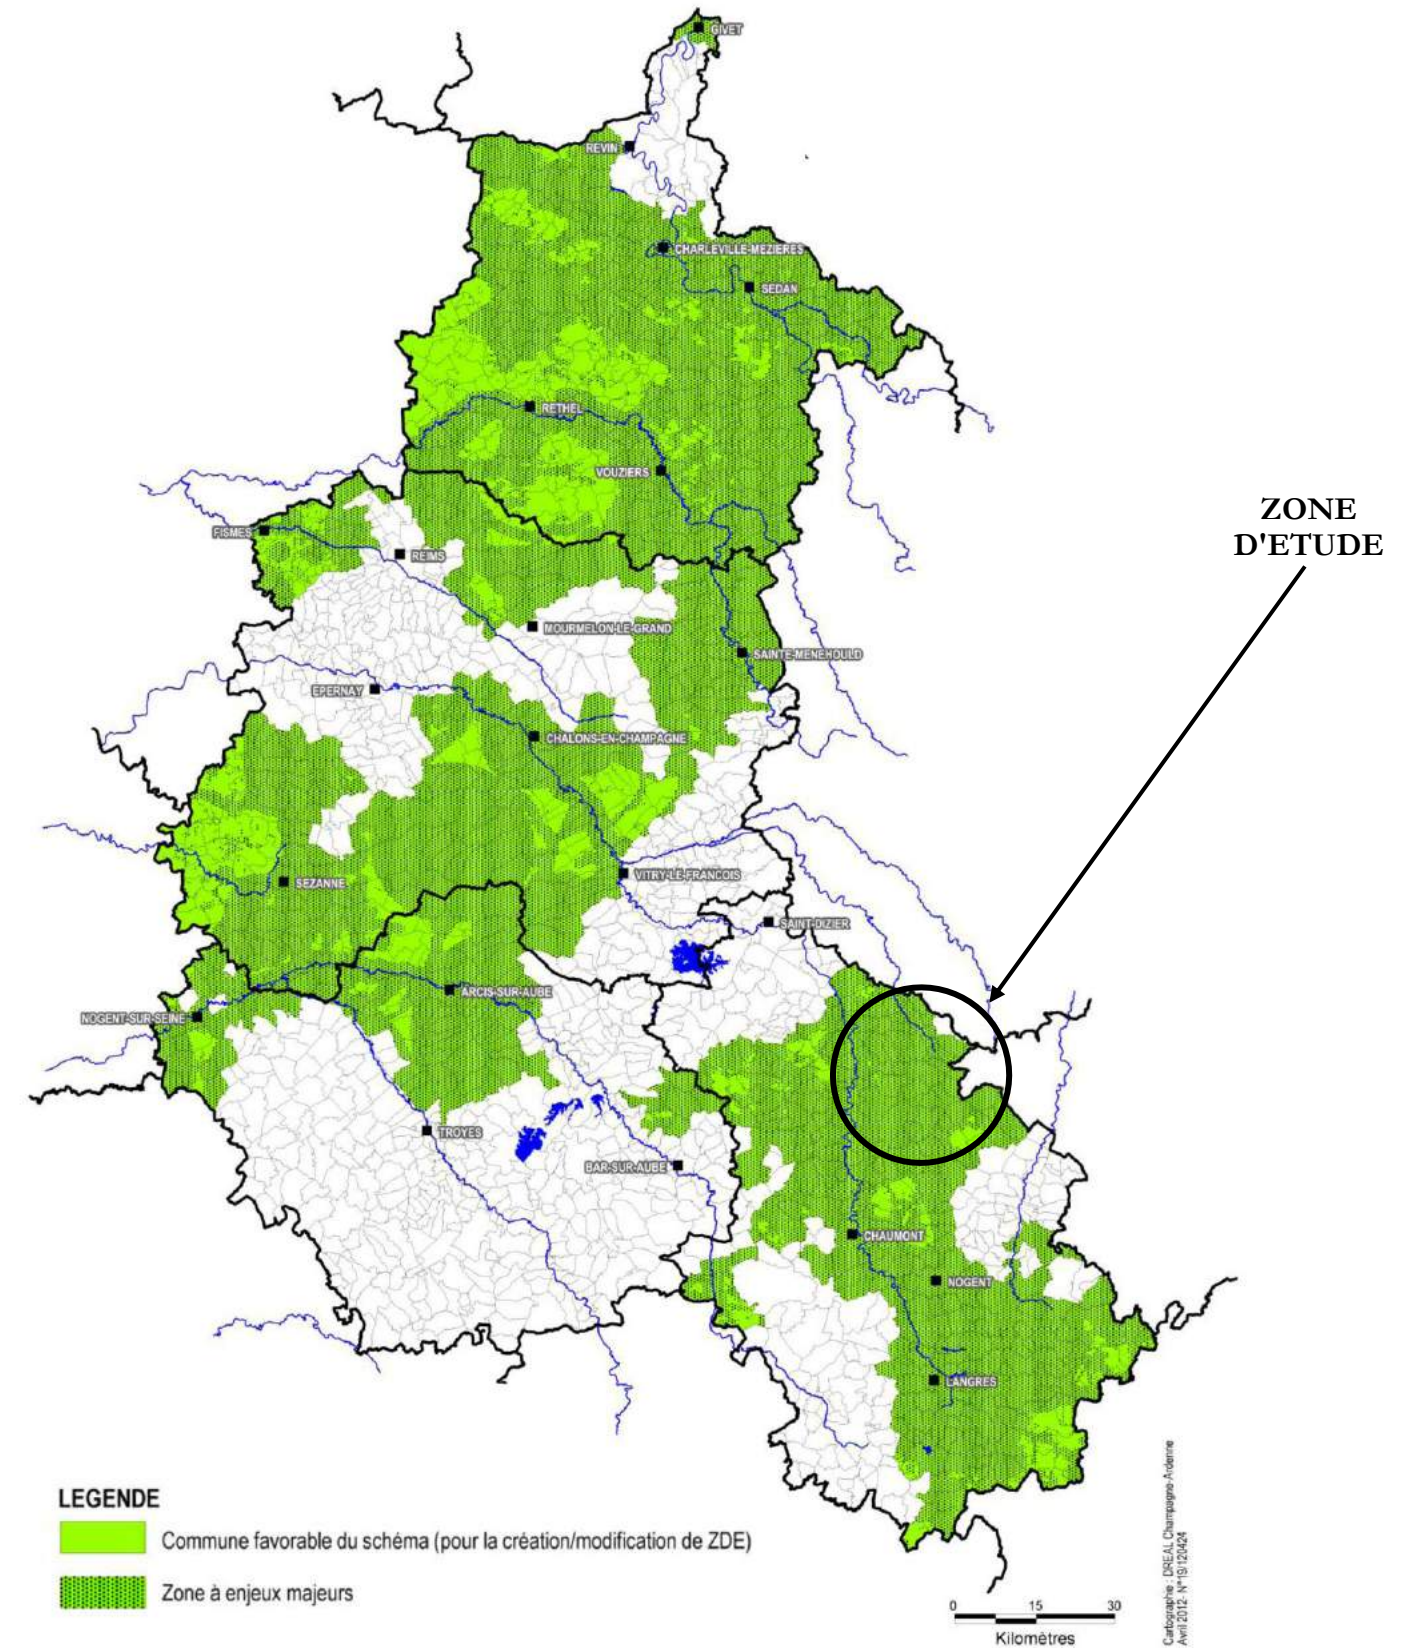 GIVET
REVIN
CHARLEVILLE-MEZIERES
SEDAN
RETHEL
VOUZIERS
ZONE
D'ETUDE
FISMES
REIMS
MOURMELON-LE-GRAND
SAINTE-MENEHOULD
EPERNAY
CHALONS-EN-CHAMPAGNE
VITRY-LE-FRANCOIS
SEZANNE
SAINT-DIZIER
ARCIS-SUR-AUBE
NOGENT-SUR-SEINE
TROYES
BAR-SUR-AUBE
CHAUMONT
NOGENT
LANGRES
LEGENDE
Commune favorable du schéma (pour la création/modification de ZDE)
Zone à enjeux majeurs
0 15 30
Kilomètres
Cartographie : DREAL Champagne-Ardenne
Avril 2012- N°19/120424